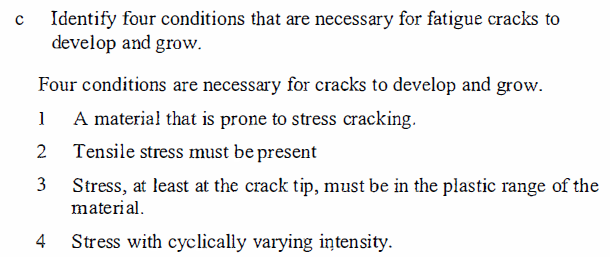 c Identify four conditions that are necessary for fatigue cracks to
develop and grow.
Four conditions are necessary for cracks to develop and grow.
1 A material that is prone to stress cracking.
2 Tensile stress must be present
3 Stress, at least at the crack tip, must be in the plastic range of the
material.
4 Stress with cyclically varying intensity.